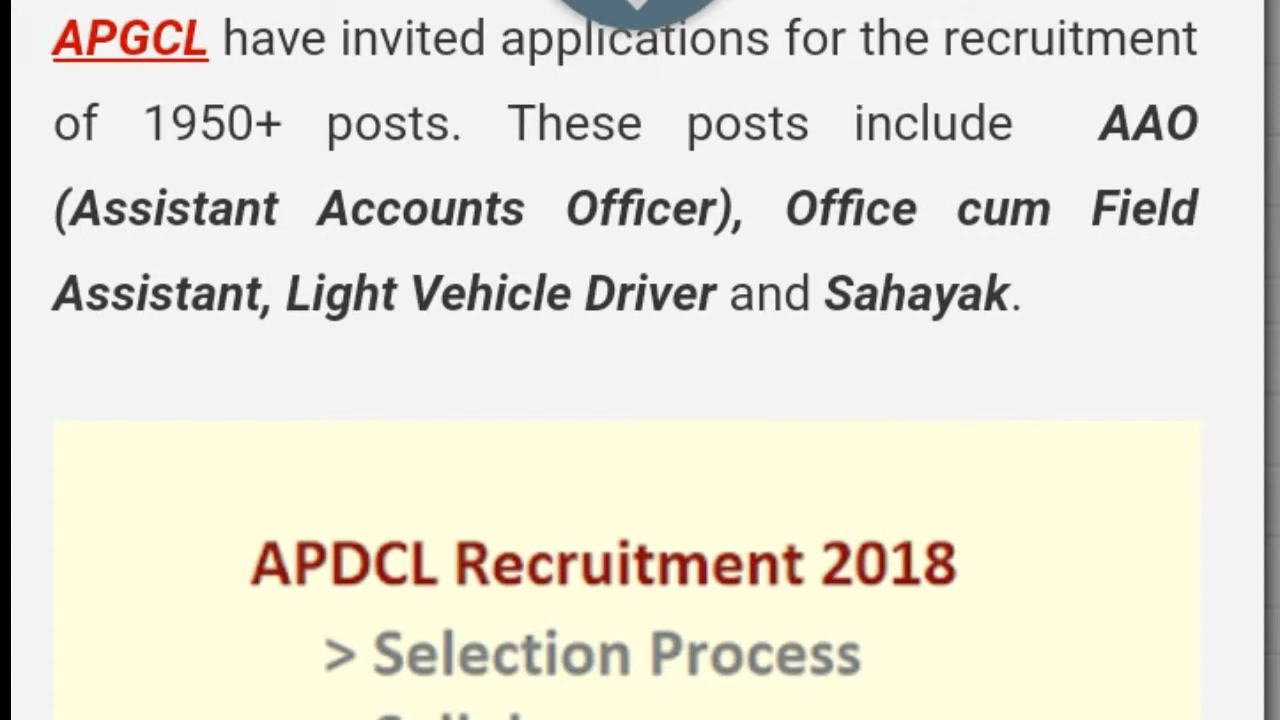 APGCL have invited applications for the recruitment
of 1950+ posts. These posts include AAO
(Assistant Accounts Officer), Office cum Field
Assistant, Light Vehicle Driver and Sahayak.
APDCL Recruitment 2018
> Selection Process